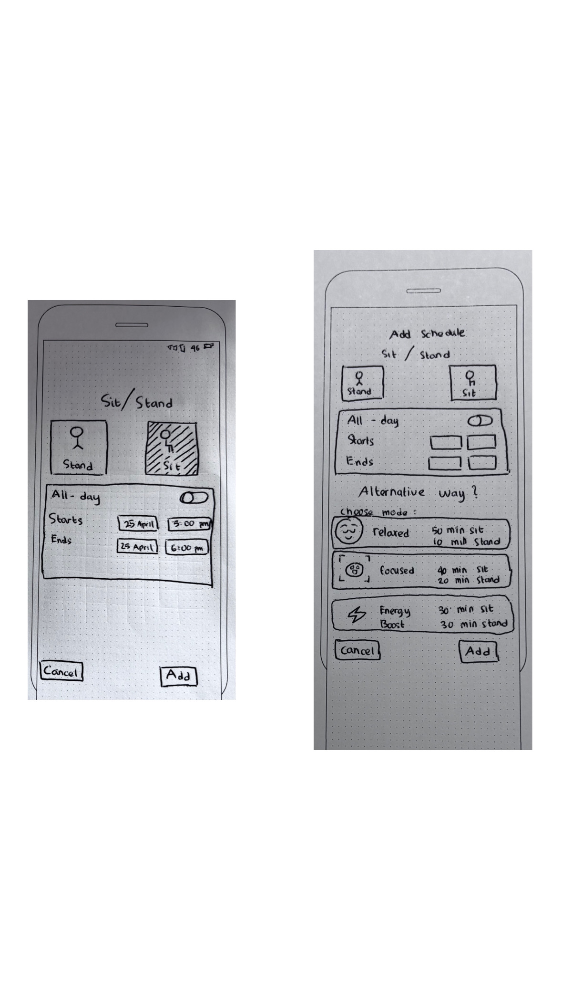 46
Sit/Stand
Stand
Sit
All-day
Starts
25 April
5:00 pm
Ends
25 April
6:00 pm
Cancel
Add
Add Schedule
Sit / Stand
Stand
Sit
All - day
Starts
Ends
Alternative way?
Choose mode:
relaxed
50 min sit
10 min stand
focused
40 min sit
20 min stand
Energy
Boost
30 min sit
30 min stand
Cancel
Add